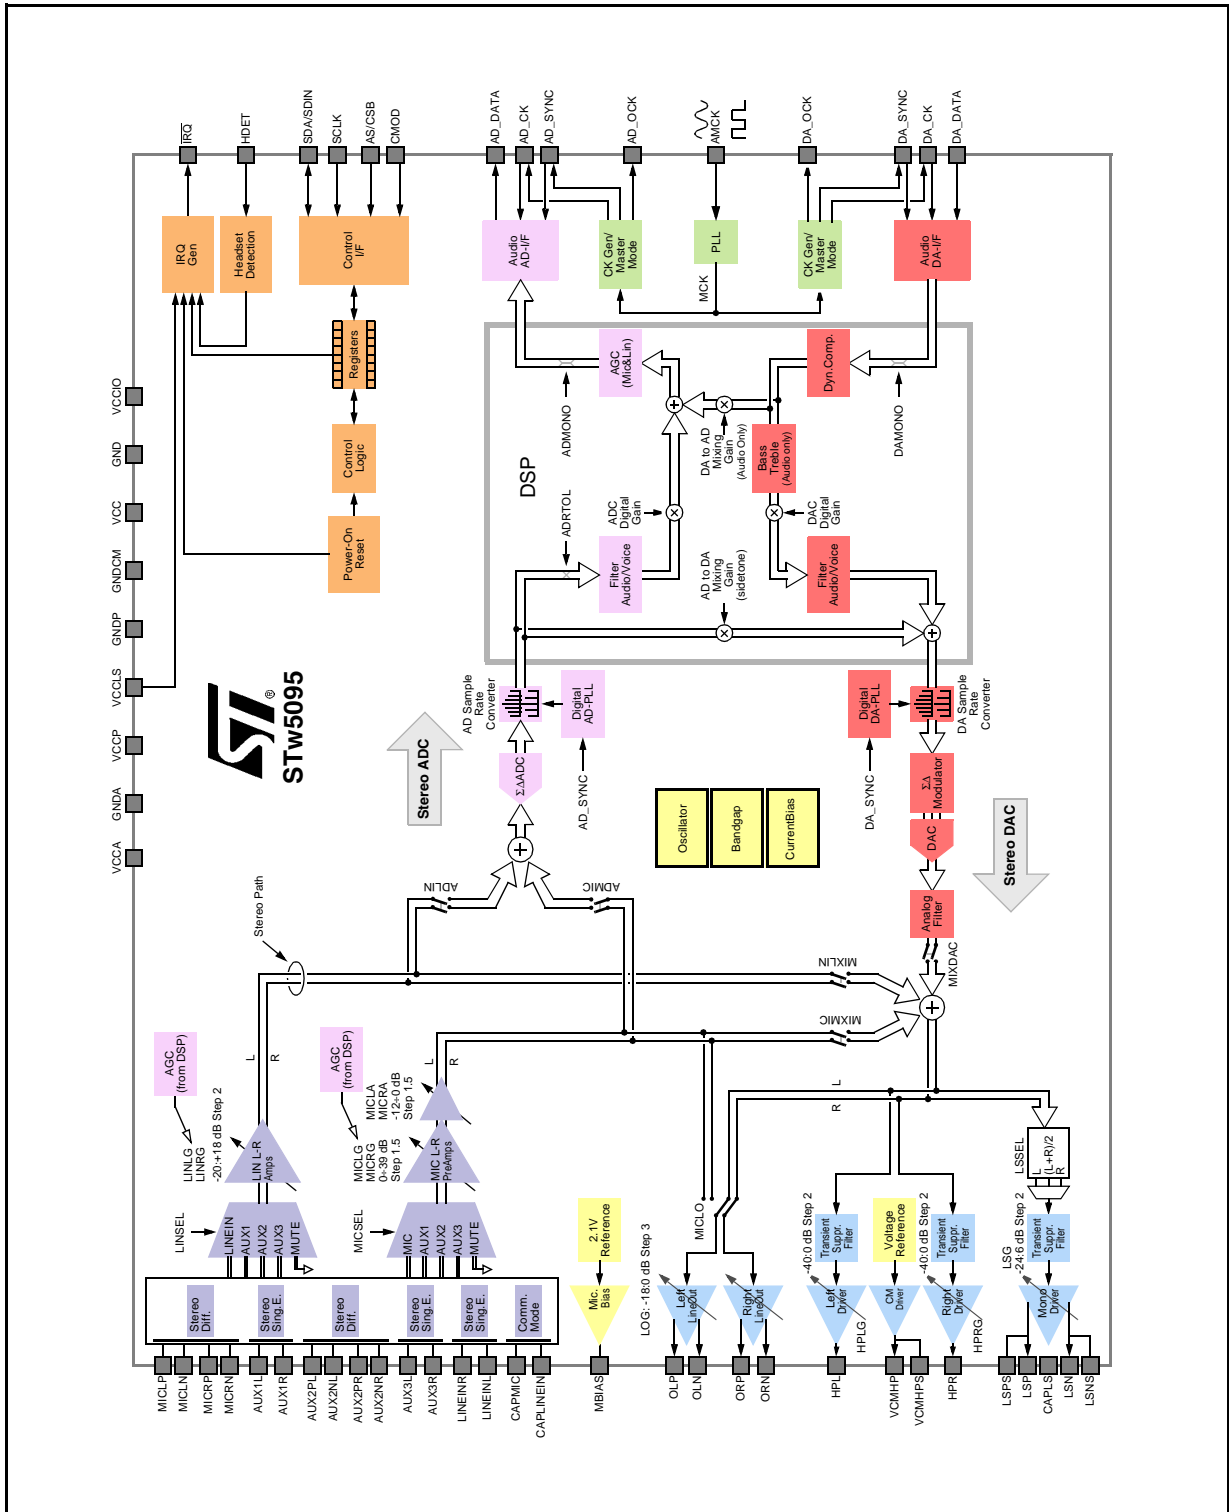 IRQ
HDET
SDA/SDIN
SCLK
AS/CSB
CMOD
AD_DATA
AD_CK
AD_SYNC
AD_OCK
AMCK
DA_OCK
DA_SYNC
DA_CK
DA_DATA
IRQ
Gen
Headset
Detection
Control
I/F
Audio
AD-I/F
CK Gen/
Master
Mode
PLL
MCK
CK Gen/
Master
Mode
Audio
DA-I/F
Registers
Control
Logic
Power-On
Reset
VCCIO
GND
VCC
GNDCM
GNDP
VCCLS
VCCP
GNDA
VCCA
ST®
STw5095
DSP
AGC
(Mic&Lin)
ADMONO
ADRTOL
Filter
Audio/Voice
ADC
Digital
Gain
DA to AD
Mixing
Gain
(Audio Only)
Dyn.Comp.
DAMONO
Bass
Treble
(Audio only)
DAC
Digital
Gain
Filter
Audio/Voice
AD to DA
Mixing
Gain
(sidetone)
AD Sample
Rate
Converter
Digital
AD-PLL
AD_SYNC
ΣΔADC
Stereo ADC
Digital
DA-PLL
DA_SYNC
DA Sample
Rate
Converter
ΣΔ
Modulator
DAC
Stereo DAC
Analog
Filter
MIXDAC
Oscillator
Bandgap
CurrentBias
ADLIN
ADMIC
Stereo Path
MIXLIN
MIXMIC
AGC
(from DSP)
LINLG
LINRG
-20:+18 dB Step 2
LIN L-R
Amps
L
R
AGC
(from DSP)
MICLG
MICRG
0÷39 dB
Step 1.5
MIC L-R
PreAmps
MICLA
MICRA
-12÷0 dB
Step 1.5
L
R
LINSEL
LINEIN
AUX1
AUX2
AUX3
MUTE
MICSEL
MIC
AUX1
AUX2
AUX3
MUTE
Stereo
Diff.
Stereo
Sing.E.
Stereo
Diff.
Stereo
Sing.E.
Stereo
Sing.E.
Comm.
Mode
2.1V
Reference
Mic.
Bias
MICLO
LOG: -18:0 dB Step 3
Left
LineOut
Right
LineOut
L
R
-40:0 dB Step 2
Transient
Suppr.
Filter
Left
Driver
HPLG
Voltage
Reference
CM
Driver
-40:0 dB Step 2
Transient
Suppr.
Filter
Right
Driver
HPRG
LSSEL
L
(L+R)/2
R
LSG
-24:6 dB Step 2
Transient
Suppr.
Filter
Mono
Driver
MICLP
MICLN
MICRP
MICRN
AUX1L
AUX1R
AUX2PL
AUX2NL
AUX2PR
AUX2NR
AUX3L
AUX3R
LINEINR
LINEINL
CAPMIC
CAPLINEIN
MBIAS
OLP
OLN
ORP
ORN
HPL
VCMHP
VCMHPS
HPR
LSPS
LSP
CAPLS
LSN
LSNS